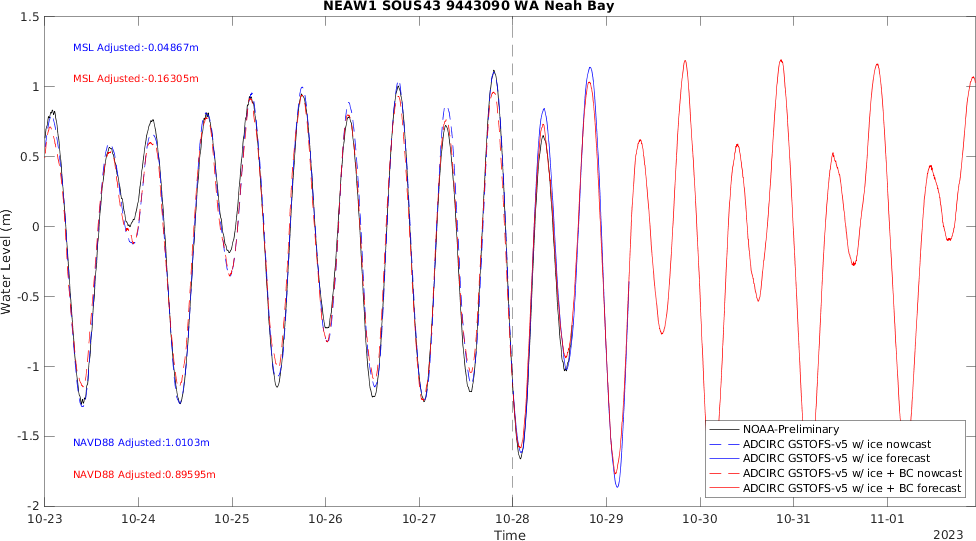 NEAW1 SOUS43 9443090 WA Neah Bay
1.5
1
0.5
0
-0.5
-1
-1.5
-2
Water Level (m)
MSL Adjusted:-0.04867m
MSL Adjusted:-0.16305m
NAVD88 Adjusted:1.0103m
NAVD88 Adjusted:0.89595m
NOAA-Preliminary
ADCIRC GSTOFS-v5 w/ ice nowcast
ADCIRC GSTOFS-v5 w/ ice forecast
ADCIRC GSTOFS-v5 w/ ice + BC nowcast
ADCIRC GSTOFS-v5 w/ ice + BC forecast
10-23 10-24 10-25 10-26 10-27 10-28 10-29 10-30 10-31 11-01
Time
2023